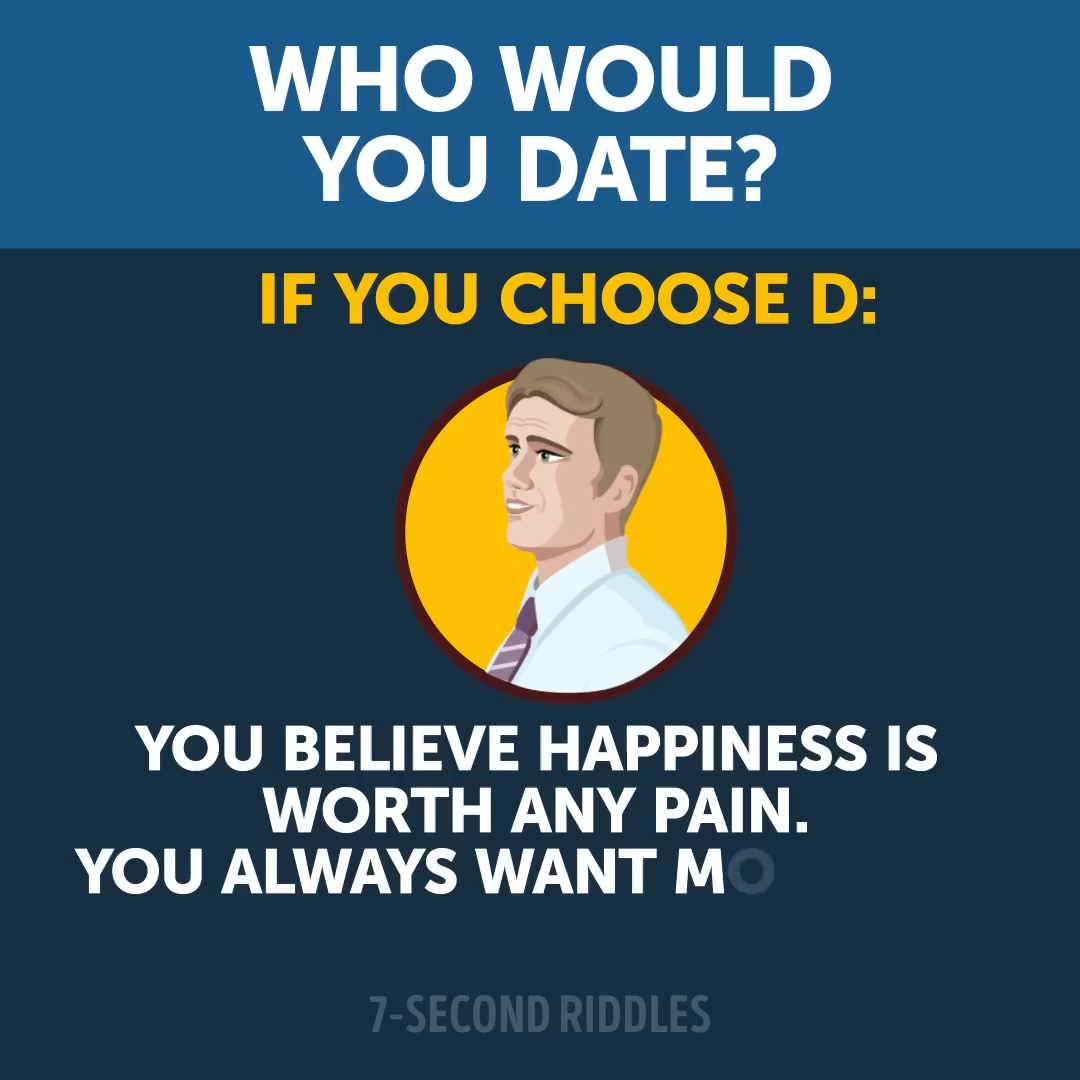 WHO WOULD
YOU DATE?
IF YOU CHOOSE D:
YOU BELIEVE HAPPINESS IS
WORTH ANY PAIN.
YOU ALWAYS WANT MO
7-SECOND RIDDLES